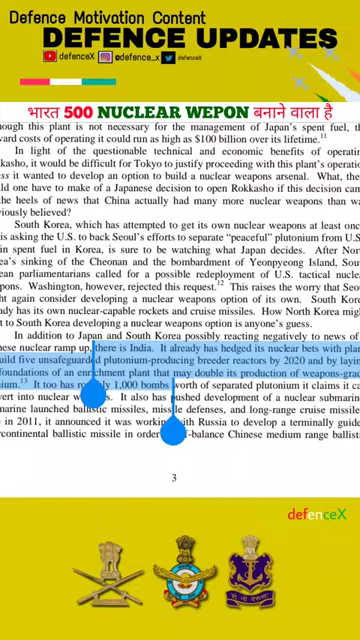 Defence Motivation Content
DEFENCE UPDATES
defenceX @defence_x defenceX
भारत 500 NUCLEAR WEPON बनाने वाला है
hough this plant is not necessary for the management of Japan's spent fuel, th
ward costs of operating it could run as high as $100 billion over its lifetime.11
In light of the questionable technical and economic benefits of operatin
kasho, it would be difficult for Tokyo to justify proceeding with this plant's operatio
ess it wanted to develop an option to build a nuclear weapons arsenal. What, the
ld one have to make of a Japanese decision to open Rokkasho if this decision cam
the heels of news that China actually had many more nuclear weapons than wa
viously believed?
South Korea, which has attempted to get its own nuclear weapons at least onc
is asking the U.S. to back Seoul's efforts to separate "peaceful" plutonium from U.S.
in spent fuel in Korea, is sure to be watching what Japan decides. After Nor
ea's sinking of the Cheonan and the bombardment of Yeonpyeong Island, Sou
ean parliamentarians called for a possible redeployment of U.S. tactical nuclea
pons. Washington, however, rejected this request.12 This raises the worry that Seo
ht again consider developing a nuclear weapons option of its own. South Kore
ady has its own nuclear-capable rockets and cruise missiles. How North Korea migh
t to South Korea developing a nuclear weapons option is anyone's guess.
In addition to Japan and South Korea possibly reacting negatively to news of
nese nuclear ramp up, there is India. It already has hedged its nuclear bets with plan
uild five unsafeguarded plutonium-producing breeder reactors by 2020 and by layin
foundations of an enrichment plant that may double its production of weapons-grad
nium.13 It too has roughly 1,000 bombs worth of separated plutonium it claims it ca
vert into nuclear pushed development of a nuclear submarin
marine launched ballistic missiles, missile defenses, and long-range cruise missile
e in 2011, it announced it was working with Russia to develop a terminally guide
rcontinental ballistic missile in order -balance Chinese medium range ballist
3
defenceX